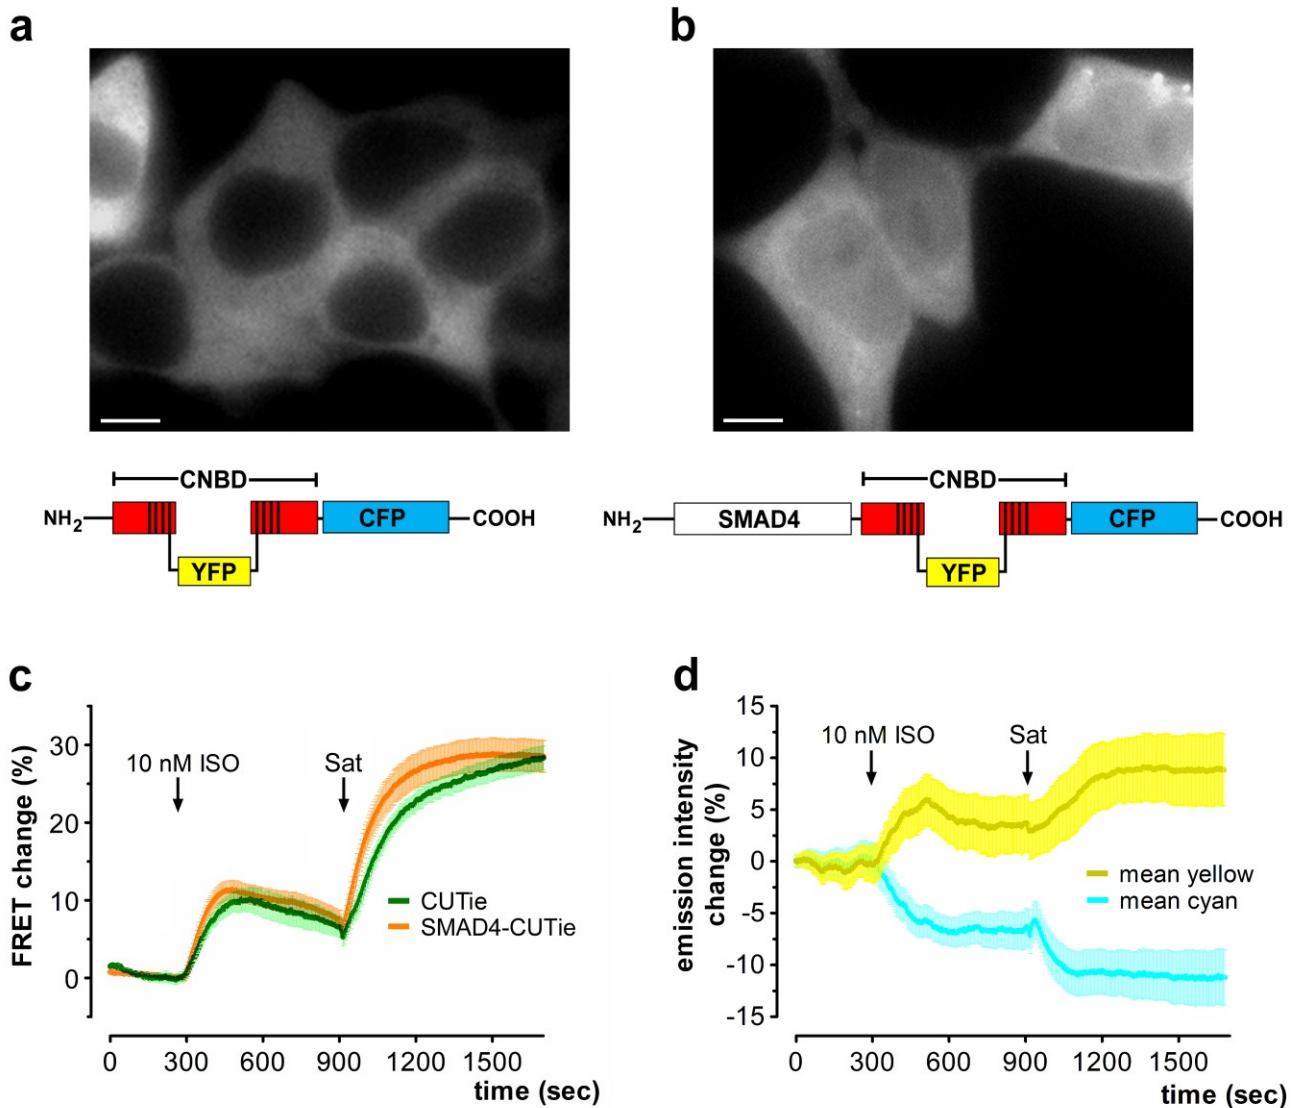 a
b
CNBD
NH2
CFP
COOH
YFP
CNBD
NH2
SMAD4
CFP
COOH
YFP
c
FRET change (%)
30
20
10
0
10 nM ISO
Sat
CUTie
SMAD4-CUTie
0 300 600 900 1200 1500
time (sec)
d
emission intensity
change (%)
15
10
5
0
-5
-10
-15
10 nM ISO
Sat
mean yellow
mean cyan
0 300 600 900 1200 1500
time (sec)